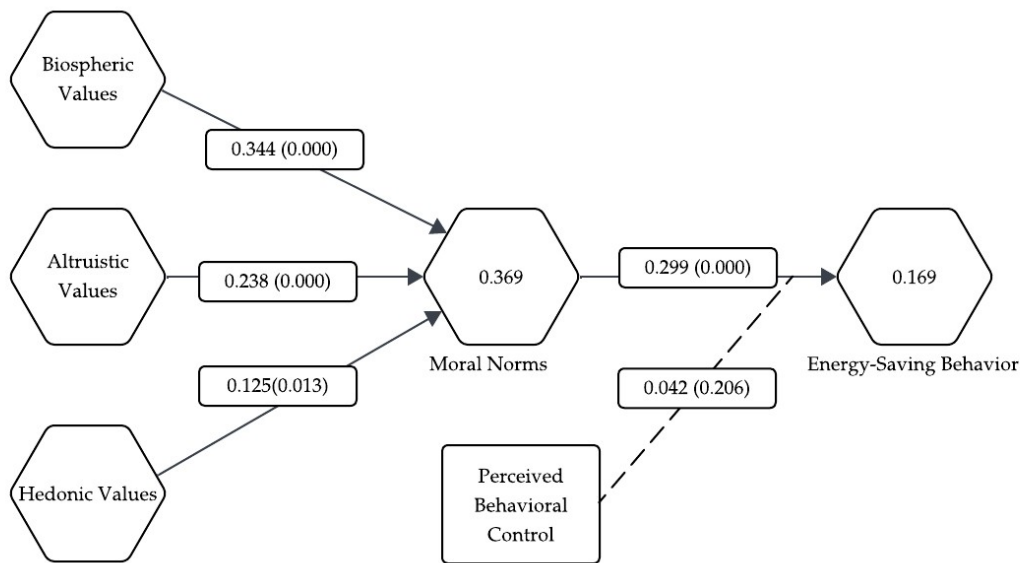 Biospheric
Values
0.344 (0.000)
Altruistic
Values
0.238 (0.000)
0.369
0.299 (0.000)
0.169
Moral Norms
Energy-Saving Behavior
0.125(0.013)
0.042 (0.206)
Hedonic Values
Perceived
Behavioral
Control